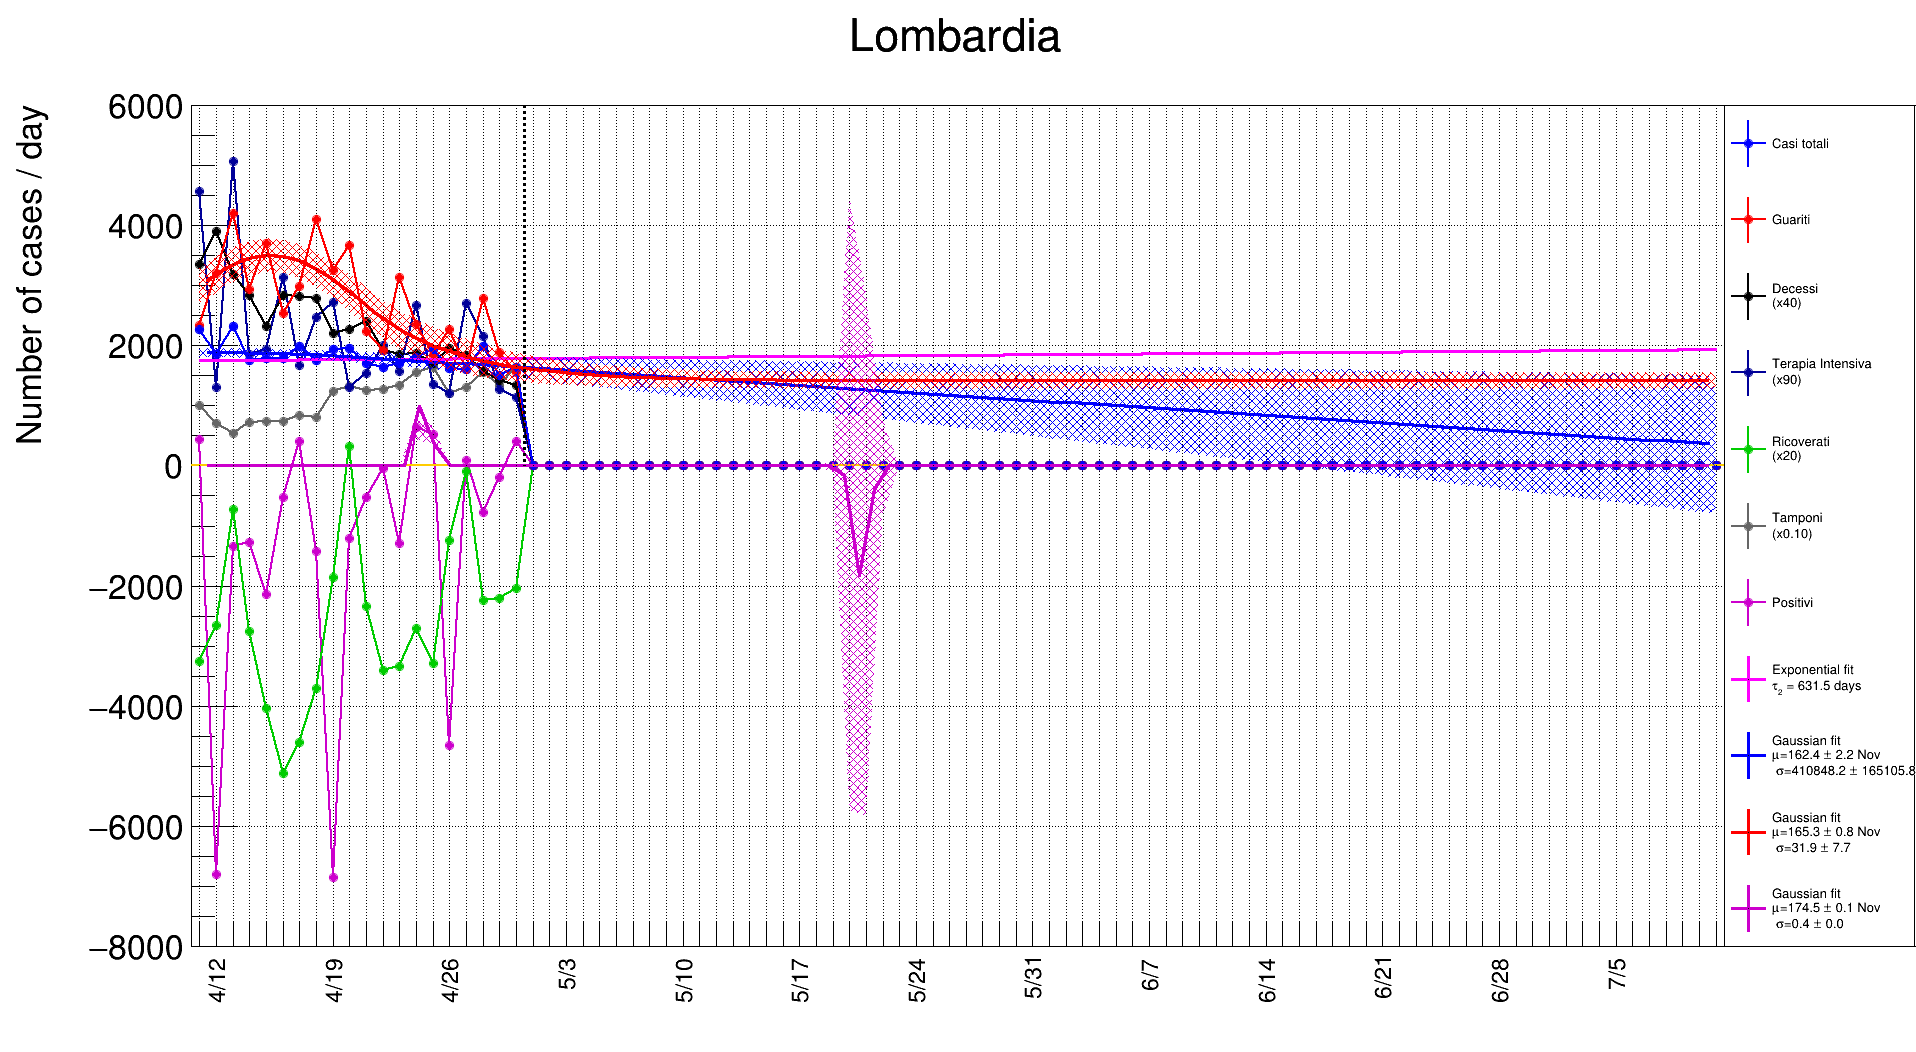 Lombardia
Number of cases / day
6000
4000
2000
0
−2000
−4000
−6000
−8000
4/12
4/19
4/26
5/3
5/10
5/17
5/24
5/31
6/7
6/14
6/21
6/28
7/5
Casi totali
Guariti
Decessi
(x40)
Terapia Intensiva
(x90)
Ricoverati
(x20)
Tamponi
(x0.10)
Positivi
Exponential fit
τ₂ = 631.5 days
Gaussian fit
μ=162.4 ± 2.2 Nov
σ=410848.2 ± 165105.8
Gaussian fit
μ=165.3 ± 0.8 Nov
σ=31.9 ± 7.7
Gaussian fit
μ=174.5 ± 0.1 Nov
σ=0.4 ± 0.0